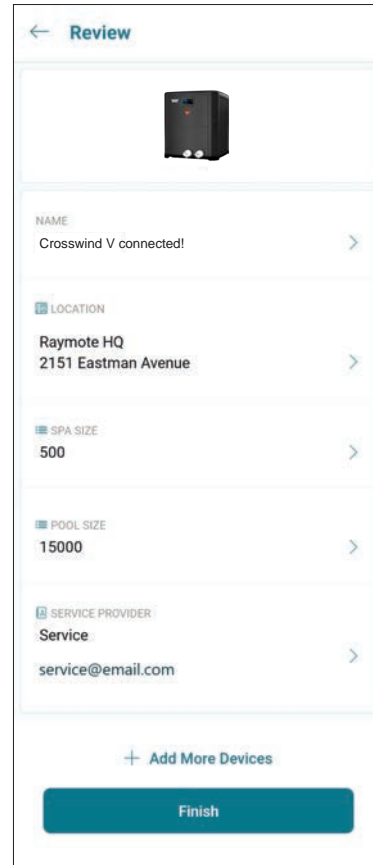 Review
NAME
Crosswind V connected!
LOCATION
Raymote HQ
2151 Eastman Avenue
SPA SIZE
500
POOL SIZE
15000
SERVICE PROVIDER
Service
service@email.com
+ Add More Devices
Finish